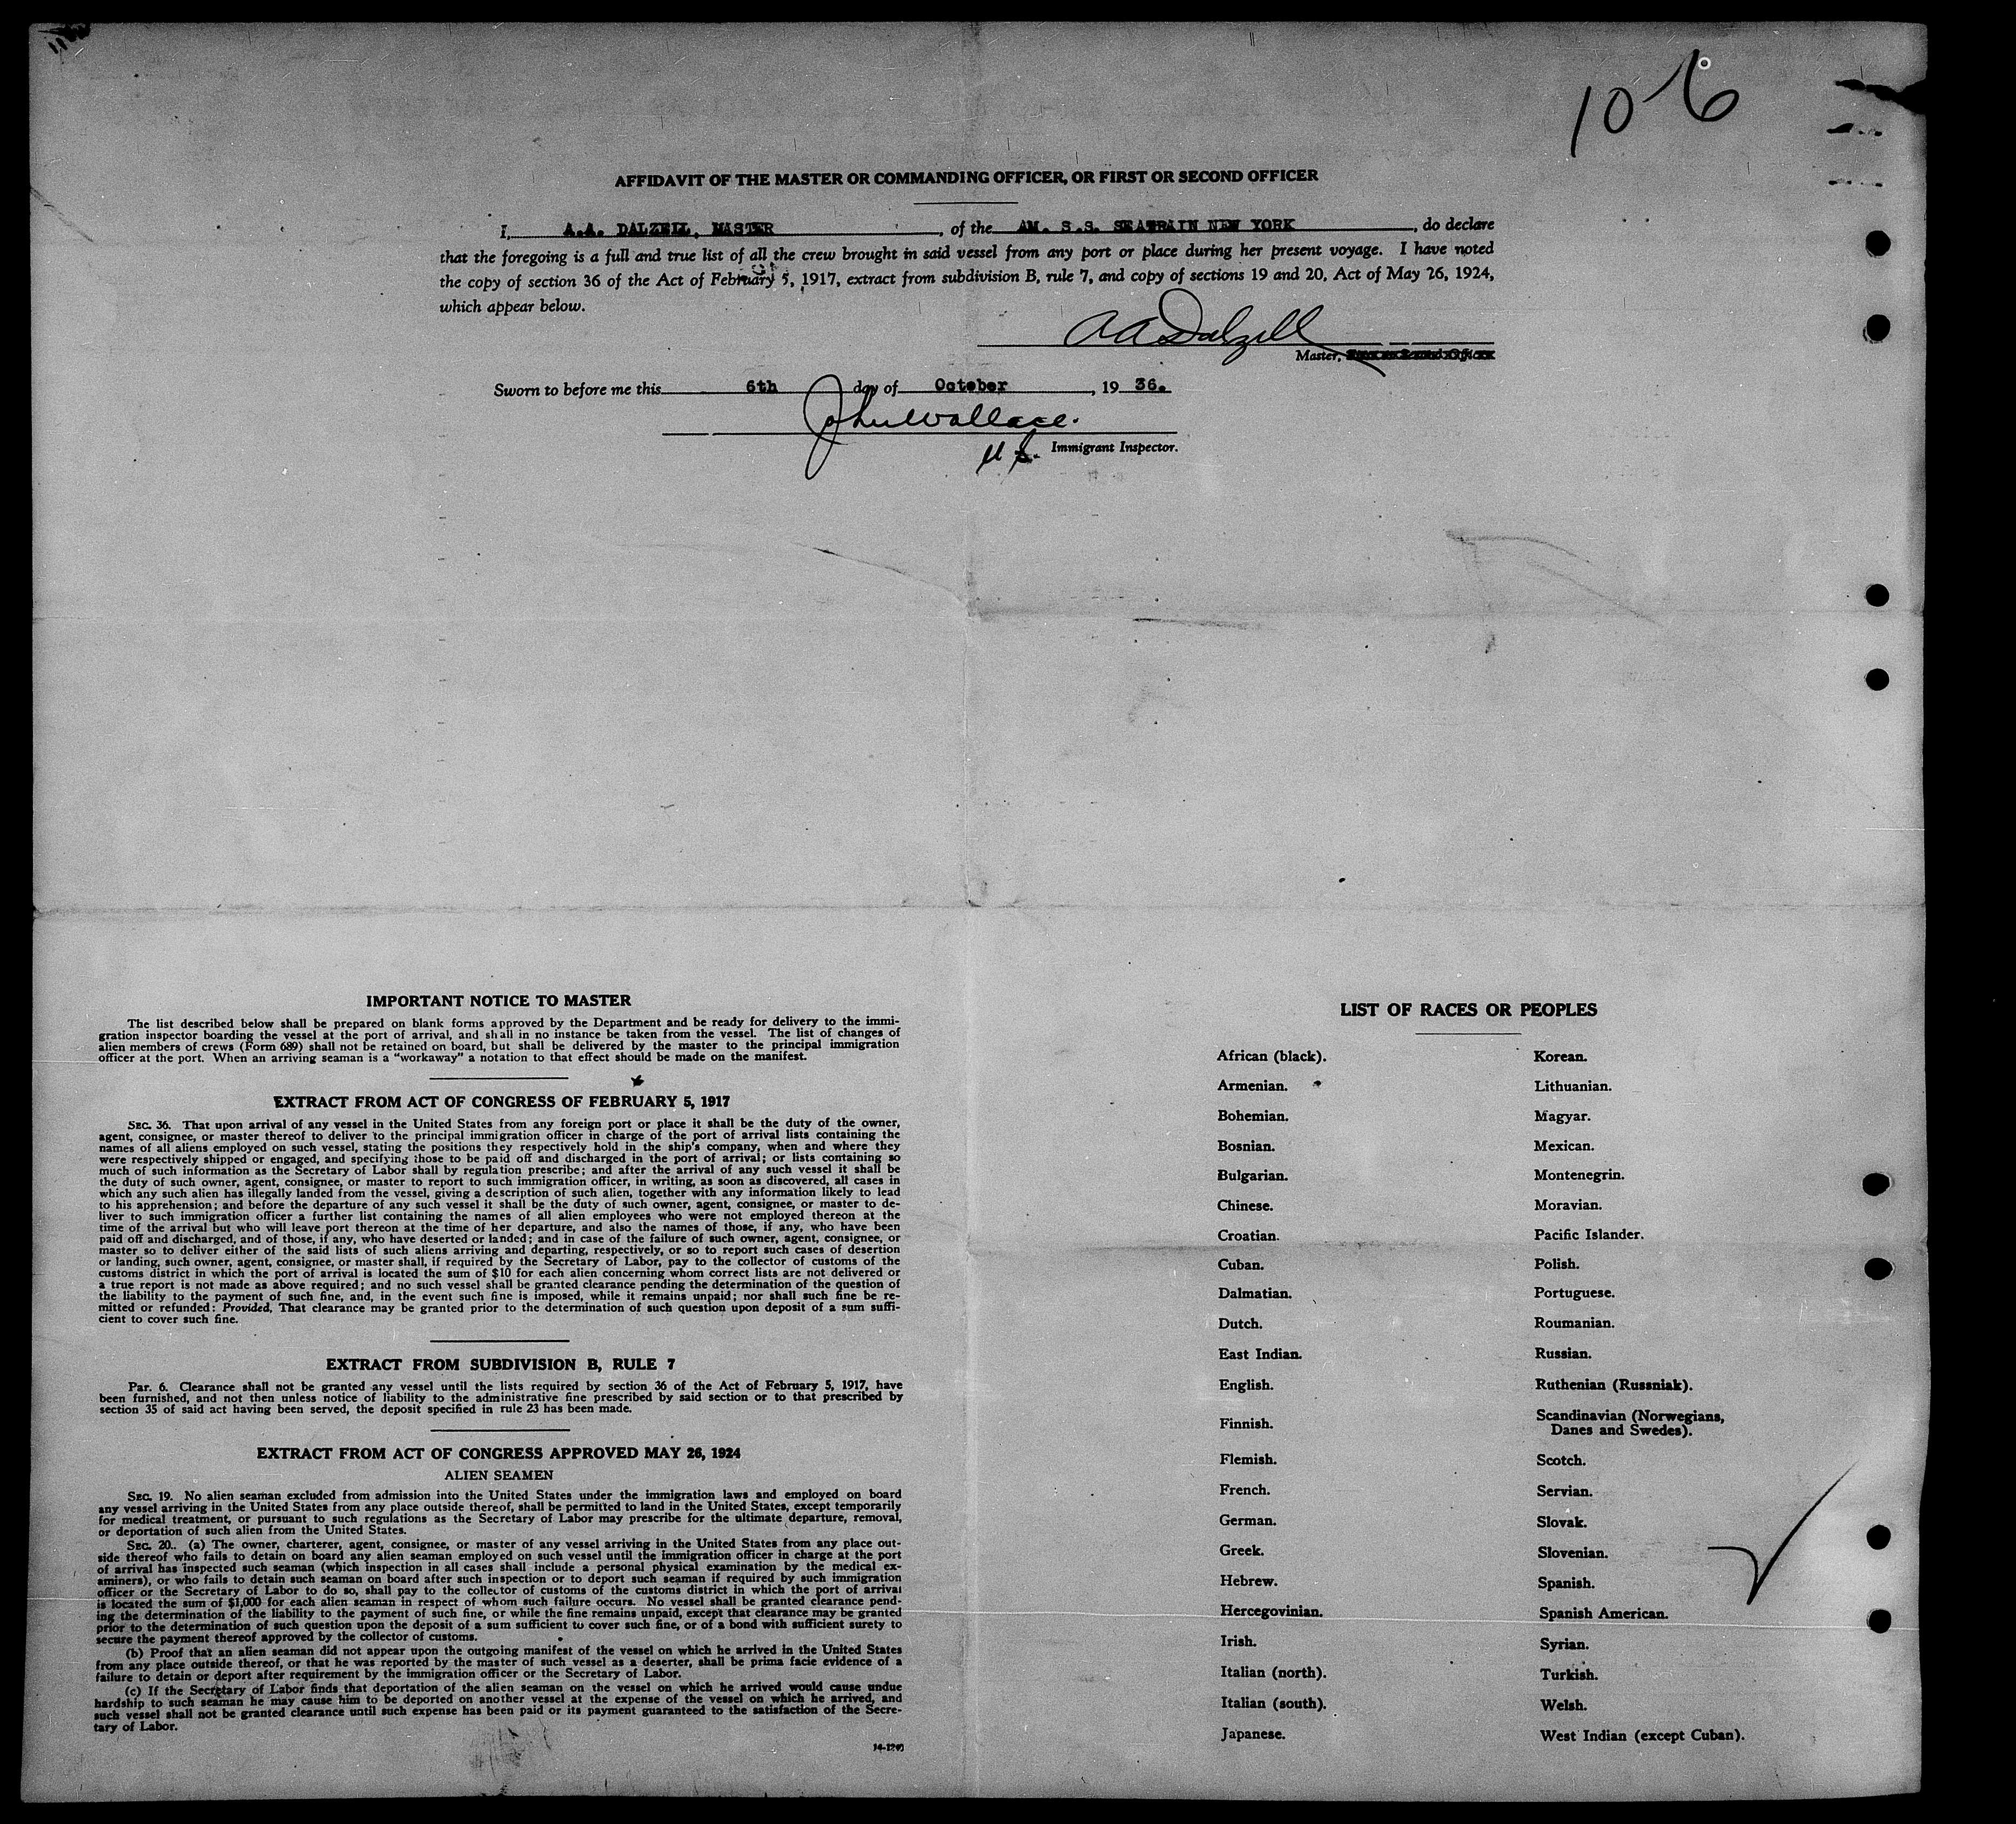 10-6
AFFIDAVIT OF THE MASTER OR COMMANDING OFFICER, OR FIRST OR SECOND OFFICER
I, A.A. DALZELL, MASTER, of the AM. S.S. SEATRAIN NEW YORK, do declare
that the foregoing is a full and true list of all the crew brought in said vessel from any port or place during her present voyage. I have noted
the copy of section 36 of the Act of February 5, 1917, extract from subdivision B, rule 7, and copy of sections 19 and 20, Act of May 26, 1924,
which appear below.
AADalzell
Master,
Sworn to before me this 6th day of October, 19 36.
John Wallace.
Immigrant Inspector.
IMPORTANT NOTICE TO MASTER
The list described below shall be prepared on blank forms approved by the Department and be ready for delivery to the immi-
gration inspector boarding the vessel at the port of arrival, and shall in no instance be taken from the vessel. The list of changes of
alien members of crews (Form 689) shall not be retained on board, but shall be delivered by the master to the principal immigration
officer at the port. When an arriving seaman is a "workaway" a notation to that effect should be made on the manifest.
EXTRACT FROM ACT OF CONGRESS OF FEBRUARY 5, 1917
SEC. 36. That upon arrival of any vessel in the United States from any foreign port or place it shall be the duty of the owner,
agent, consignee, or master thereof to deliver to the principal immigration officer in charge of the port of arrival lists containing the
names of all aliens employed on such vessel, stating the positions they respectively hold in the ship's company, when and where they
were respectively shipped or engaged, and specifying those to be paid off and discharged in the port of arrival; or lists containing so
much of such information as the Secretary of Labor shall by regulation prescribe; and after the arrival of any such vessel it shall be
the duty of such owner, agent, consignee, or master to report to such immigration officer, in writing, as soon as discovered, all cases in
which any such alien has illegally landed from the vessel, giving a description of such alien, together with any information likely to lead
to his apprehension; and before the departure of any such vessel it shall be the duty of such owner, agent, consignee, or master to de-
liver to such immigration officer a further list containing the names of all alien employees who were not employed thereon at the
time of the arrival but who will leave port thereon at the time of her departure, and also the names of those, if any, who have been
paid off and discharged, and of those, if any, who have deserted or landed; and in case of the failure of such owner, agent, consignee, or
master so to deliver either of the said lists of such aliens arriving and departing, respectively, or so to report such cases of desertion
or landing, such owner, agent, consignee, or master shall, if required by the Secretary of Labor, pay to the collector of customs of the
customs district in which the port of arrival is located the sum of $10 for each alien concerning whom correct lists are not delivered or
a true report is not made as above required; and no such vessel shall be granted clearance pending the determination of the question of
the liability to the payment of such fine, and, in the event such fine is imposed, while it remains unpaid; nor shall such fine be re-
mitted or refunded: Provided, That clearance may be granted prior to the determination of such question upon deposit of a sum suffi-
cient to cover such fine.
EXTRACT FROM SUBDIVISION B, RULE 7
Par. 6. Clearance shall not be granted any vessel until the lists required by section 36 of the Act of February 5, 1917, have
been furnished, and not then unless notice of liability to the administrative fine prescribed by said section or to that prescribed by
section 35 of said act having been served, the deposit specified in rule 23 has been made.
EXTRACT FROM ACT OF CONGRESS APPROVED MAY 26, 1924
ALIEN SEAMEN
SEC. 19. No alien seaman excluded from admission into the United States under the immigration laws and employed on board
any vessel arriving in the United States from any place outside thereof, shall be permitted to land in the United States, except temporarily
for medical treatment, or pursuant to such regulations as the Secretary of Labor may prescribe for the ultimate departure, removal,
or deportation of such alien from the United States.
SEC. 20. (a) The owner, charterer, agent, consignee, or master of any vessel arriving in the United States from any place out-
side thereof who fails to detain on board any alien seaman employed on such vessel until the immigration officer in charge at the port
of arrival has inspected such seaman (which inspection in all cases shall include a personal physical examination by the medical ex-
aminers), or who fails to detain such seaman on board after such inspection or to deport such seaman if required by such immigration
officer or the Secretary of Labor to do so, shall pay to the collector of customs of the customs district in which the port of arrival
is located the sum of $1,000 for each alien seaman in respect of whom such failure occurs. No vessel shall be granted clearance pend-
ing the determination of the liability to the payment of such fine, or while the fine remains unpaid, except that clearance may be granted
prior to the determination of such question upon the deposit of a sum sufficient to cover such fine, or of a bond with sufficient surety to
secure the payment thereof approved by the collector of customs.
(b) Proof that an alien seaman did not appear upon the outgoing manifest of the vessel on which he arrived in the United States
from any place outside thereof, or that he was reported by the master of such vessel as a deserter, shall be prima facie evidence of a
failure to detain or deport after requirement by the immigration officer or the Secretary of Labor.
(c) If the Secretary of Labor finds that deportation of the alien seaman on the vessel on which he arrived would cause undue
hardship to such seaman he may cause him to be deported on another vessel at the expense of the vessel on which he arrived, and
such vessel shall not be granted clearance until such expense has been paid or its payment guaranteed to the satisfaction of the Secre-
tary of Labor.
LIST OF RACES OR PEOPLES
African (black).
Armenian.
Bohemian.
Bosnian.
Bulgarian.
Chinese.
Croatian.
Cuban.
Dalmatian.
Dutch.
East Indian.
English.
Finnish.
Flemish.
French.
German.
Greek.
Hebrew.
Hercegovinian.
Irish.
Italian (north).
Italian (south).
Japanese.
Korean.
Lithuanian.
Magyar.
Mexican.
Montenegrin.
Moravian.
Pacific Islander.
Polish.
Portuguese.
Roumanian.
Russian.
Ruthenian (Russniak).
Scandinavian (Norwegians,
Danes and Swedes).
Scotch.
Servian.
Slovak.
Slovenian.
Spanish.
Spanish American.
Syrian.
Turkish.
Welsh.
West Indian (except Cuban).